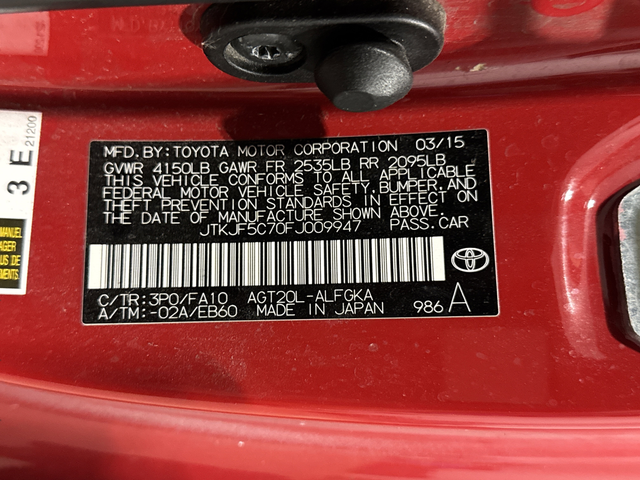 MFD.BY:TOYOTA MOTOR CORPORATION 03/15
GVWR 4150LB GAWR FR 2535LB RR 2095LB
THIS VEHICLE CONFORMS TO ALL APPLICABLE
FEDERAL MOTOR VEHICLE SAFETY,BUMPER,AND
THEFT PREVENTION STANDARDS IN EFFECT ON
THE DATE OF MANUFACTURE SHOWN ABOVE.
JTKJF5C70FJ009947 PASS.CAR
C/TR:3P0/FA10 AGT20L-ALFGKA
A/TM:-02A/EB60 MADE IN JAPAN 986 A
3 E
21200
MANUEL